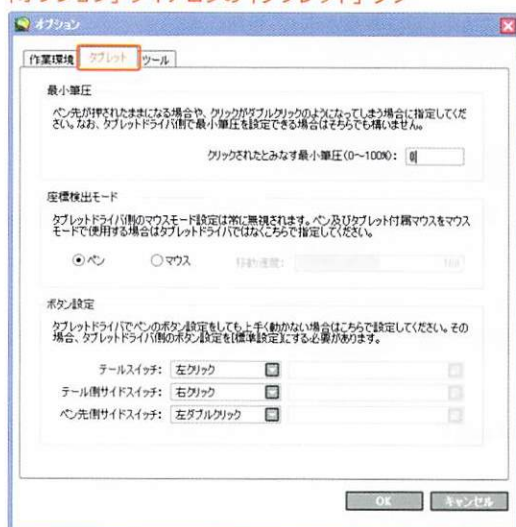 オプション
作業環境 タブレット ツール
最小筆圧
ペン先が押されたままになる場合や、クリックがダブルクリックのようになってしまう場合に指定してくだ
さい。なお、タブレットドライバ側で最小筆圧を設定できる場合はそちらでも構いません。
クリックされたとみなす最小筆圧(0～100%): 0
座標検出モード
タブレットドライバ側のマウスモード設定は常に無視されます。ペン及びタブレット付属マウスをマウス
モードで使用する場合はタブレットドライバではなくこちらで指定してください。
ペン マウス 移動速度:
ボタン設定
タブレットドライバでペンのボタン設定をしても上手く動かない場合はこちらで設定してください。その
場合、タブレットドライバ側のボタン設定を[標準設定]にする必要があります。
テールスイッチ: 左クリック
テール側サイドスイッチ: 右クリック
ペン先側サイドスイッチ: 左ダブルクリック
OK キャンセル